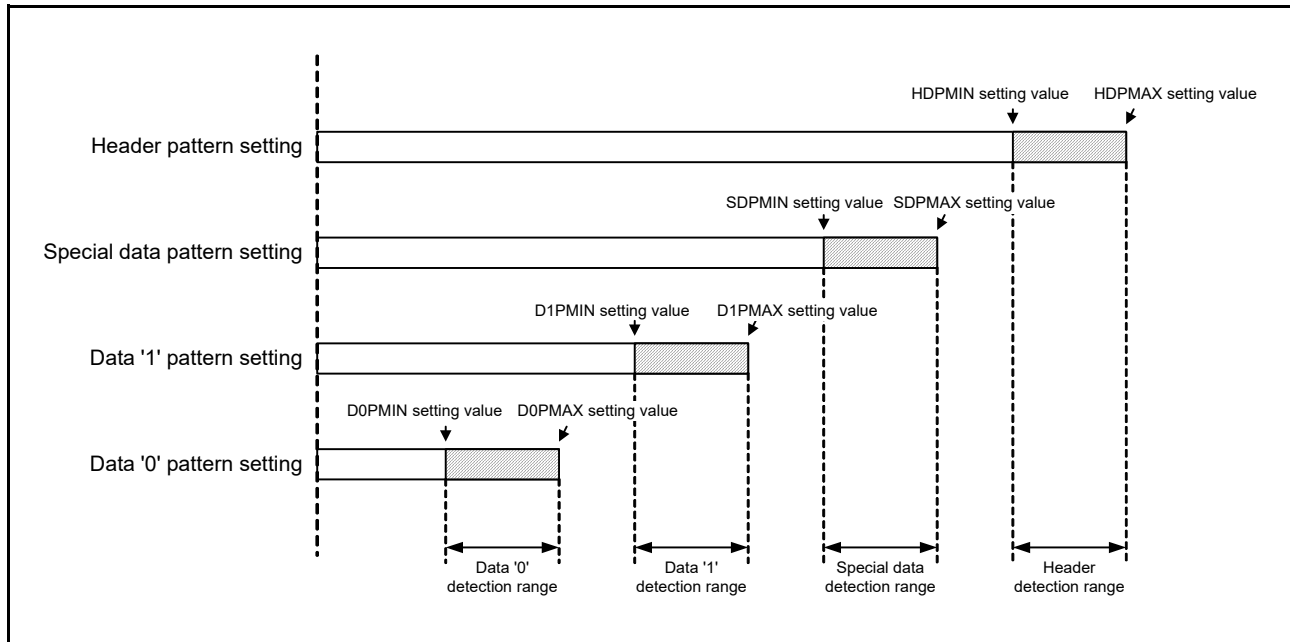 HDPMIN setting value HDPMAX setting value
Header pattern setting
SDPMIN setting value SDPMAX setting value
Special data pattern setting
D1PMIN setting value D1PMAX setting value
Data '1' pattern setting
D0PMIN setting value D0PMAX setting value
Data '0' pattern setting
Data '0'
detection range
Data '1'
detection range
Special data
detection range
Header
detection range